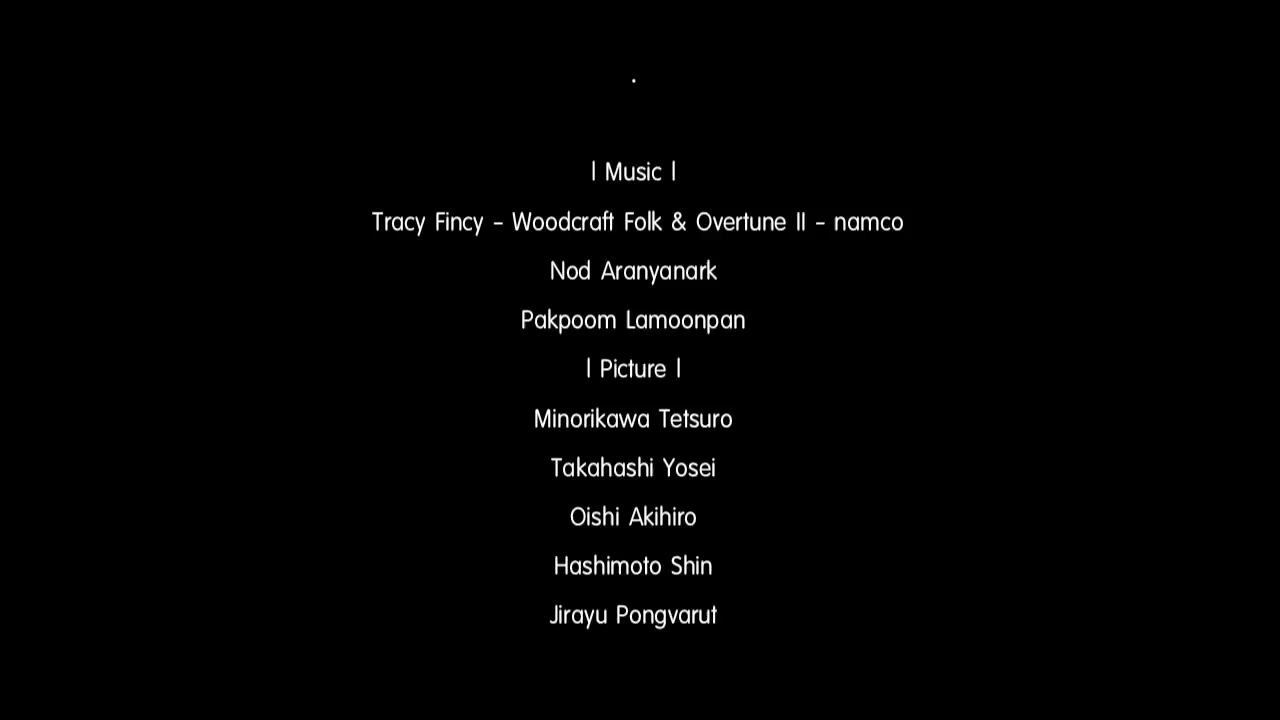 .
| Music |
Tracy Fincy - Woodcraft Folk & Overtune II - namco
Nod Aranyanark
Pakpoom Lamoonpan
| Picture |
Minorikawa Tetsuro
Takahashi Yosei
Oishi Akihiro
Hashimoto Shin
Jirayu Pongvarut